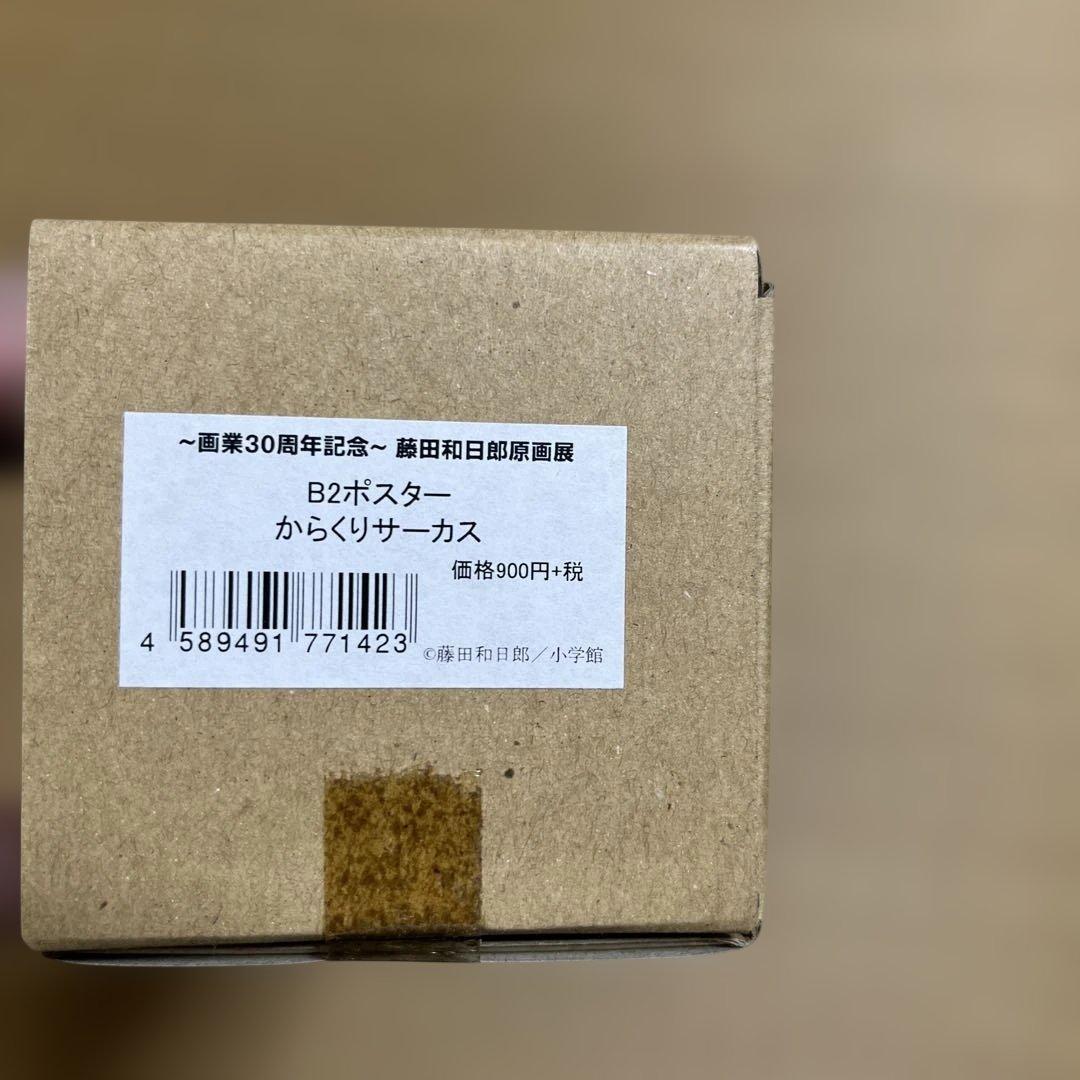 ～画業30周年記念～ 藤田和日郎原画展
B2ポスター
からくりサーカス
価格900円+税
4 589491 771423
©藤田和日郎／小学館